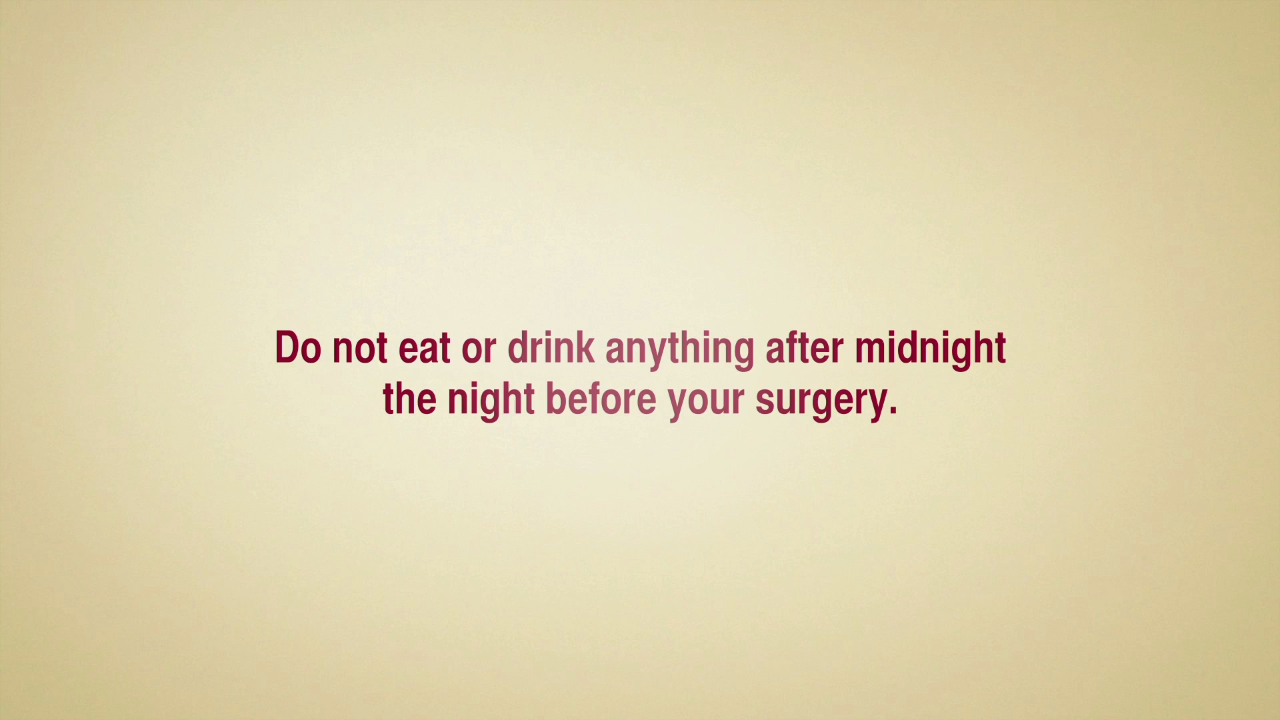 Do not eat or drink anything after midnight
the night before your surgery.